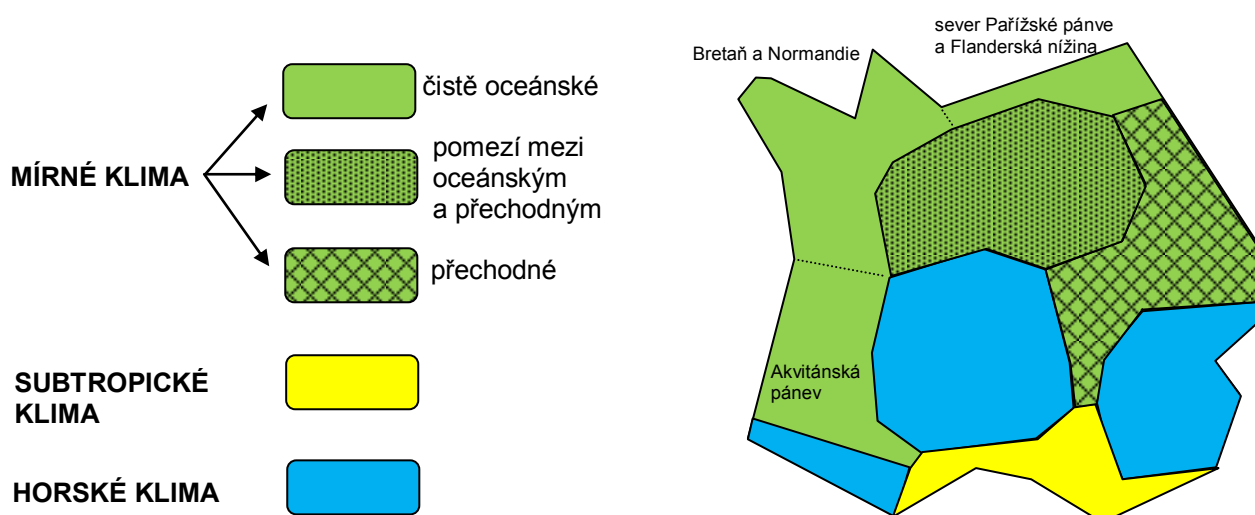 MÍRNÉ KLIMA
čistě oceánské
pomezí mezi
oceánským
a přechodným
přechodné
SUBTROPICKÉ
KLIMA
HORSKÉ KLIMA
Bretaň a Normandie
sever Pařížské pánve
a Flanderská nížina
Akvitánská
pánev